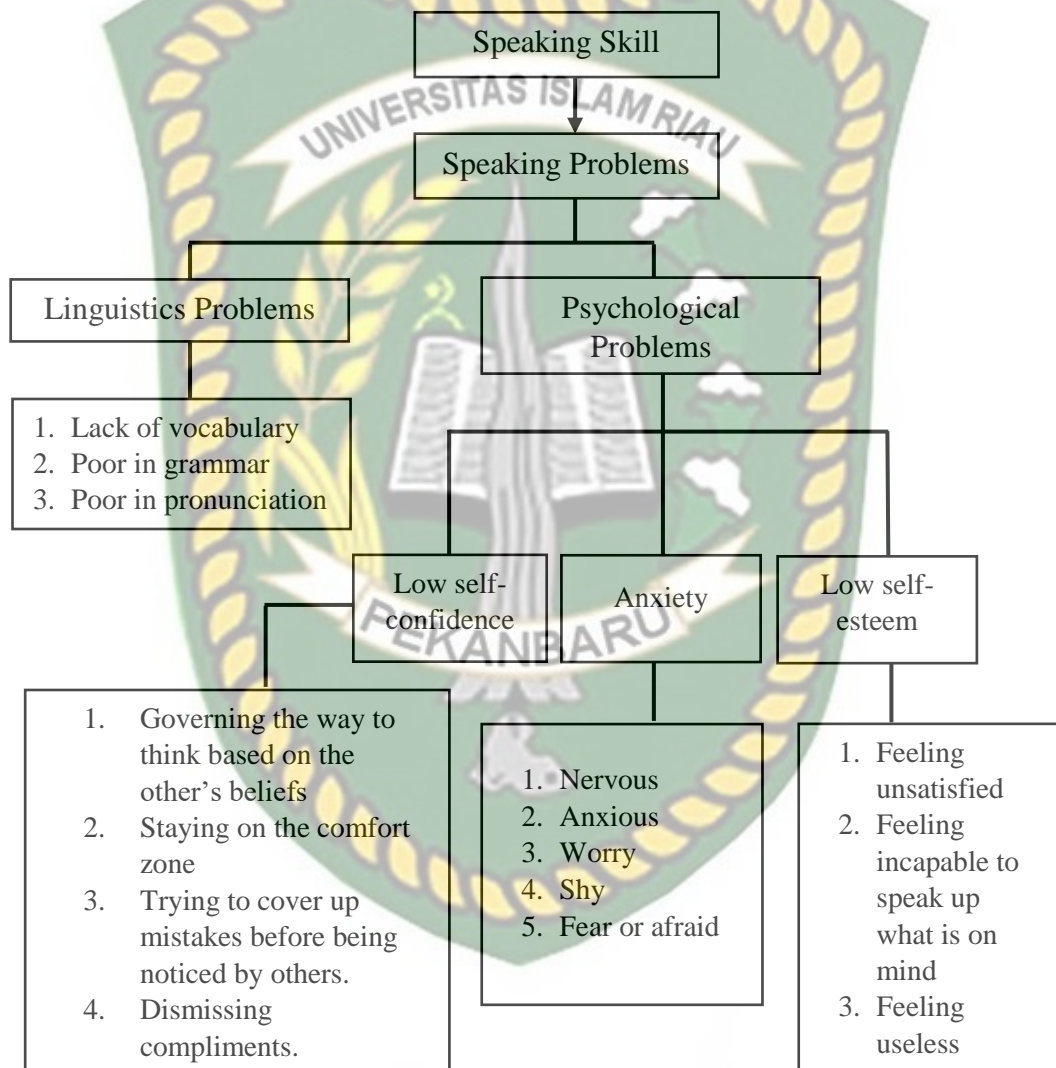 Speaking Skill
UNIVERSITAS ISLAM RIAU
Speaking Problems
Linguistics Problems
Psychological
Problems
1. Lack of vocabulary
2. Poor in grammar
3. Poor in pronunciation
Low self-
confidence
Anxiety
Low self-
esteem
PEKANBARU
1. Governing the way to
think based on the
other's beliefs
2. Staying on the comfort
zone
3. Trying to cover up
mistakes before being
noticed by others.
4. Dismissing
compliments.
1. Nervous
2. Anxious
3. Worry
4. Shy
5. Fear or afraid
1. Feeling
unsatisfied
2. Feeling
incapable to
speak up
what is on
mind
3. Feeling
useless